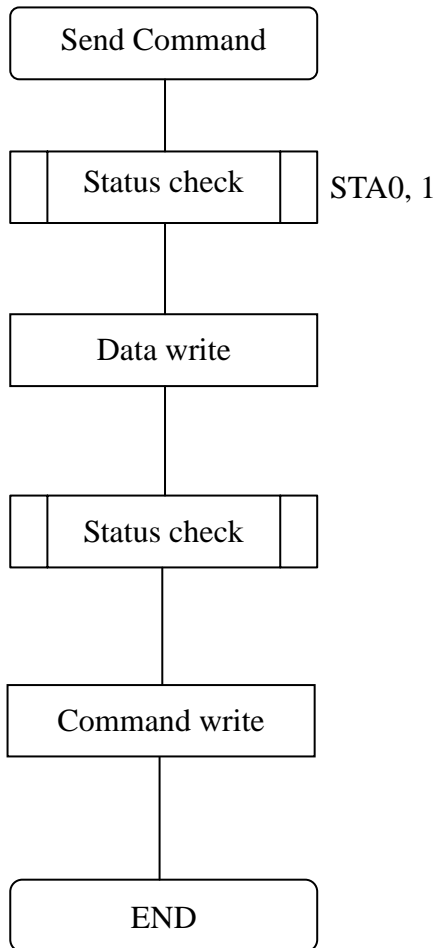 Send Command
Status check
STA0, 1
Data write
Status check
Command write
END